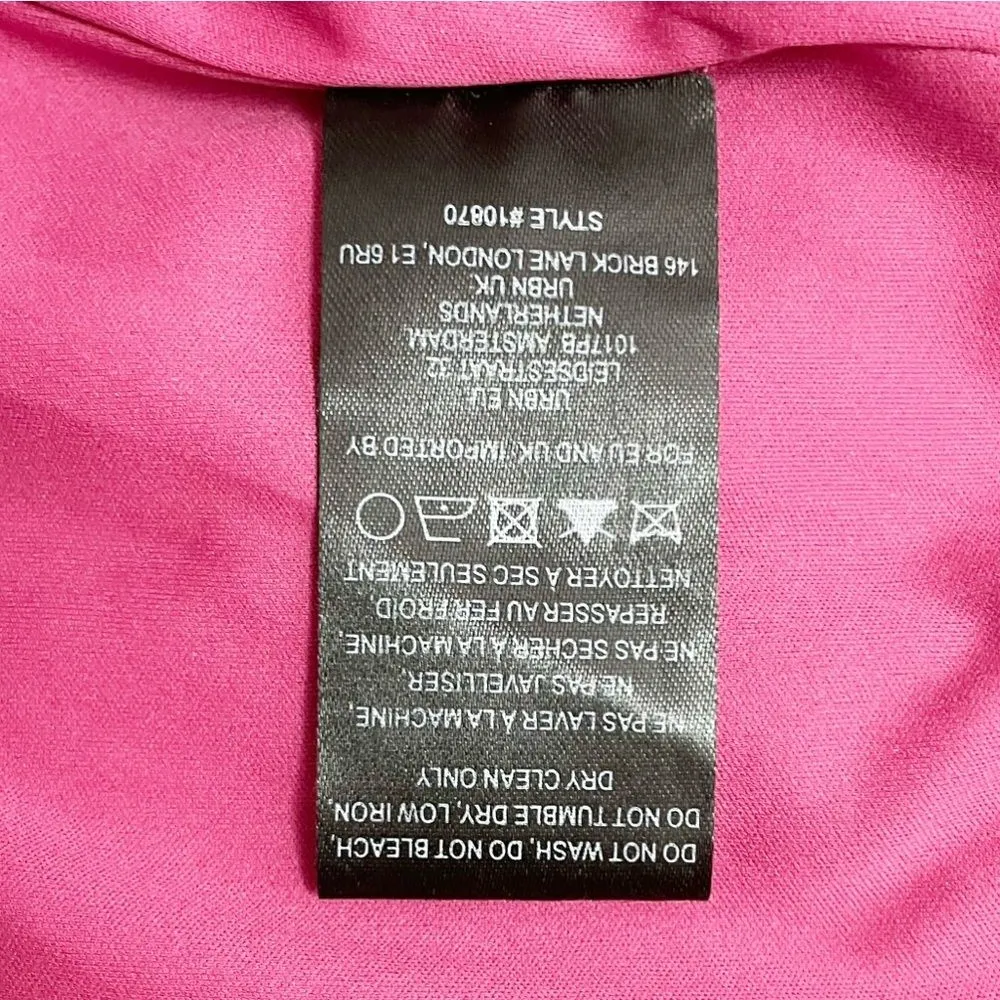 DO NOT WASH, DO NOT BLEACH,
DO NOT TUMBLE DRY, LOW IRON,
DRY CLEAN ONLY
NE PAS LAVER À LA MACHINE,
NE PAS JAVELLISER
NE PAS SECHER À LA MACHINE,
REPASSER AU FER FROID
NETTOYER À SEC SEULEMENT
FOR EU AND UK IMPORTED BY
URBN EU
LEIDSESTRAAT 32
1017PB AMSTERDAM
NETHERLANDS
URBN UK
146 BRICK LANE LONDON, E1 6RU
STYLE #10870